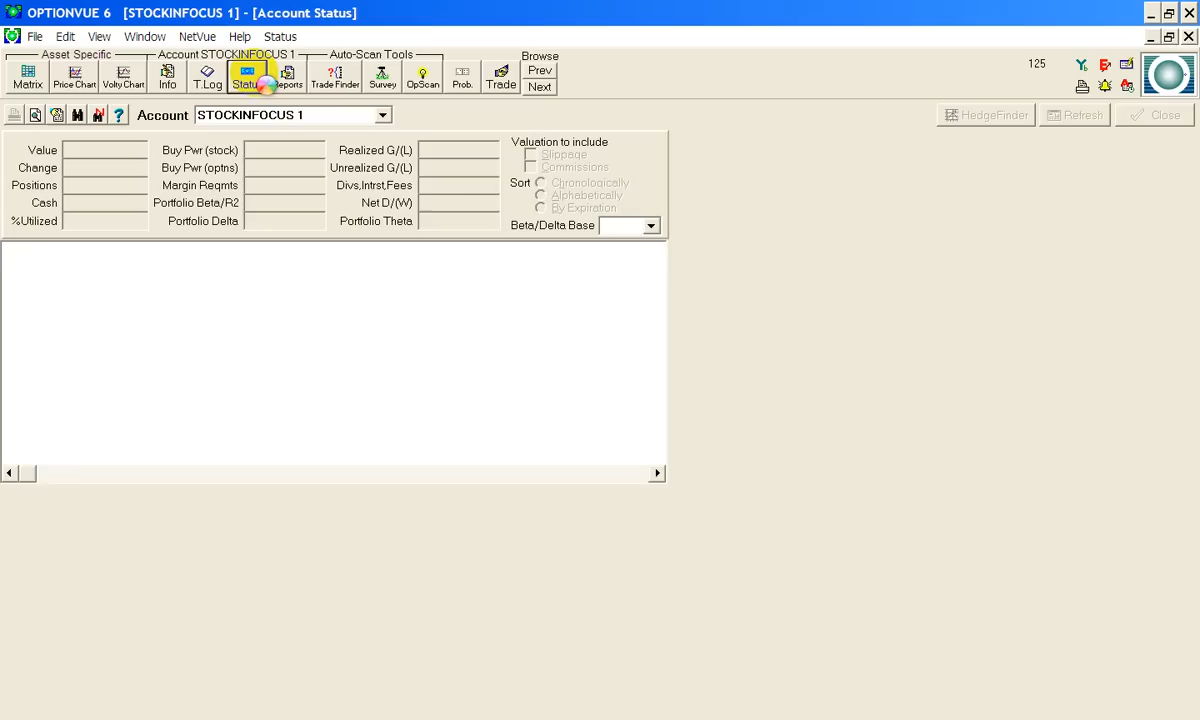 OPTIONVUE 6 [STOCKINFOCUS 1] - [Account Status]
File Edit View Window NetVue Help Status
Asset Specific Account STOCKINFOCUS 1 Auto-Scan Tools Browse
Matrix Price Chart Volty Chart Info T.Log Status Reports Trade Finder Survey OpScan Prob. Trade Prev
Next
125
Account STOCKINFOCUS 1 HedgeFinder Refresh Close
Value Buy Pwr (stock) Realized G/(L) Valuation to include
Slippage
Change Buy Pwr (optns) Unrealized G/(L) Commissions
Positions Margin Reqmts Divs,Intrst,Fees Sort Chronologically
Alphabetically
Cash Portfolio Beta/R2 Net D/(W) By Expiration
%Utilized Portfolio Delta Portfolio Theta Beta/Delta Base